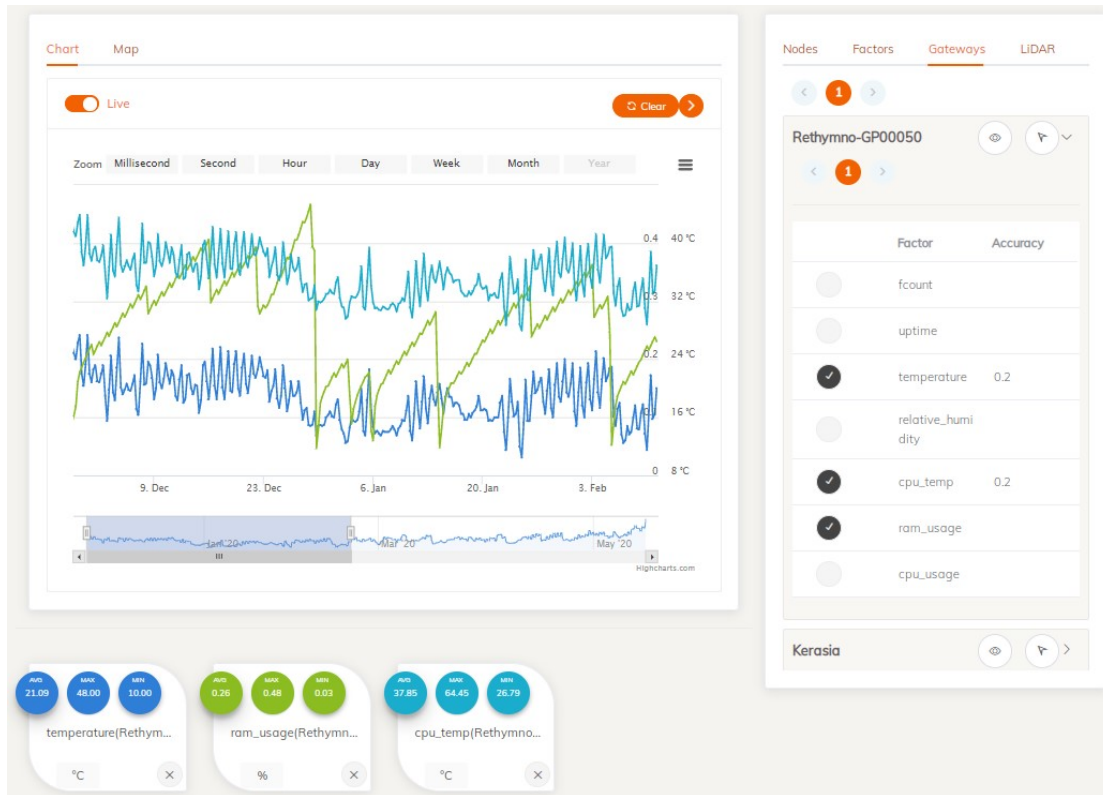 Chart Map
Live
Clear
Zoom Millisecond Second Hour Day Week Month Year
0.4 40 °C
0.3 32 °C
0.2 24 °C
16 °C
0 8 °C
9. Dec 23. Dec 6. Jan 20. Jan 3. Feb
Jan '20 Mar '20 May '20
Highcharts.com
AVG MAX MIN
21.09 48.00 10.00
temperature(Rethym...
°C
AVG MAX MIN
0.26 0.48 0.03
ram_usage(Rethymn...
%
AVG MAX MIN
37.85 64.45 26.79
cpu_temp(Rethymno...
°C
Nodes Factors Gateways LiDAR
1
Rethymno-GP00050
1
Factor Accuracy
fcount
uptime
temperature 0.2
relative_humi
dity
cpu_temp 0.2
ram_usage
cpu_usage
Kerasia